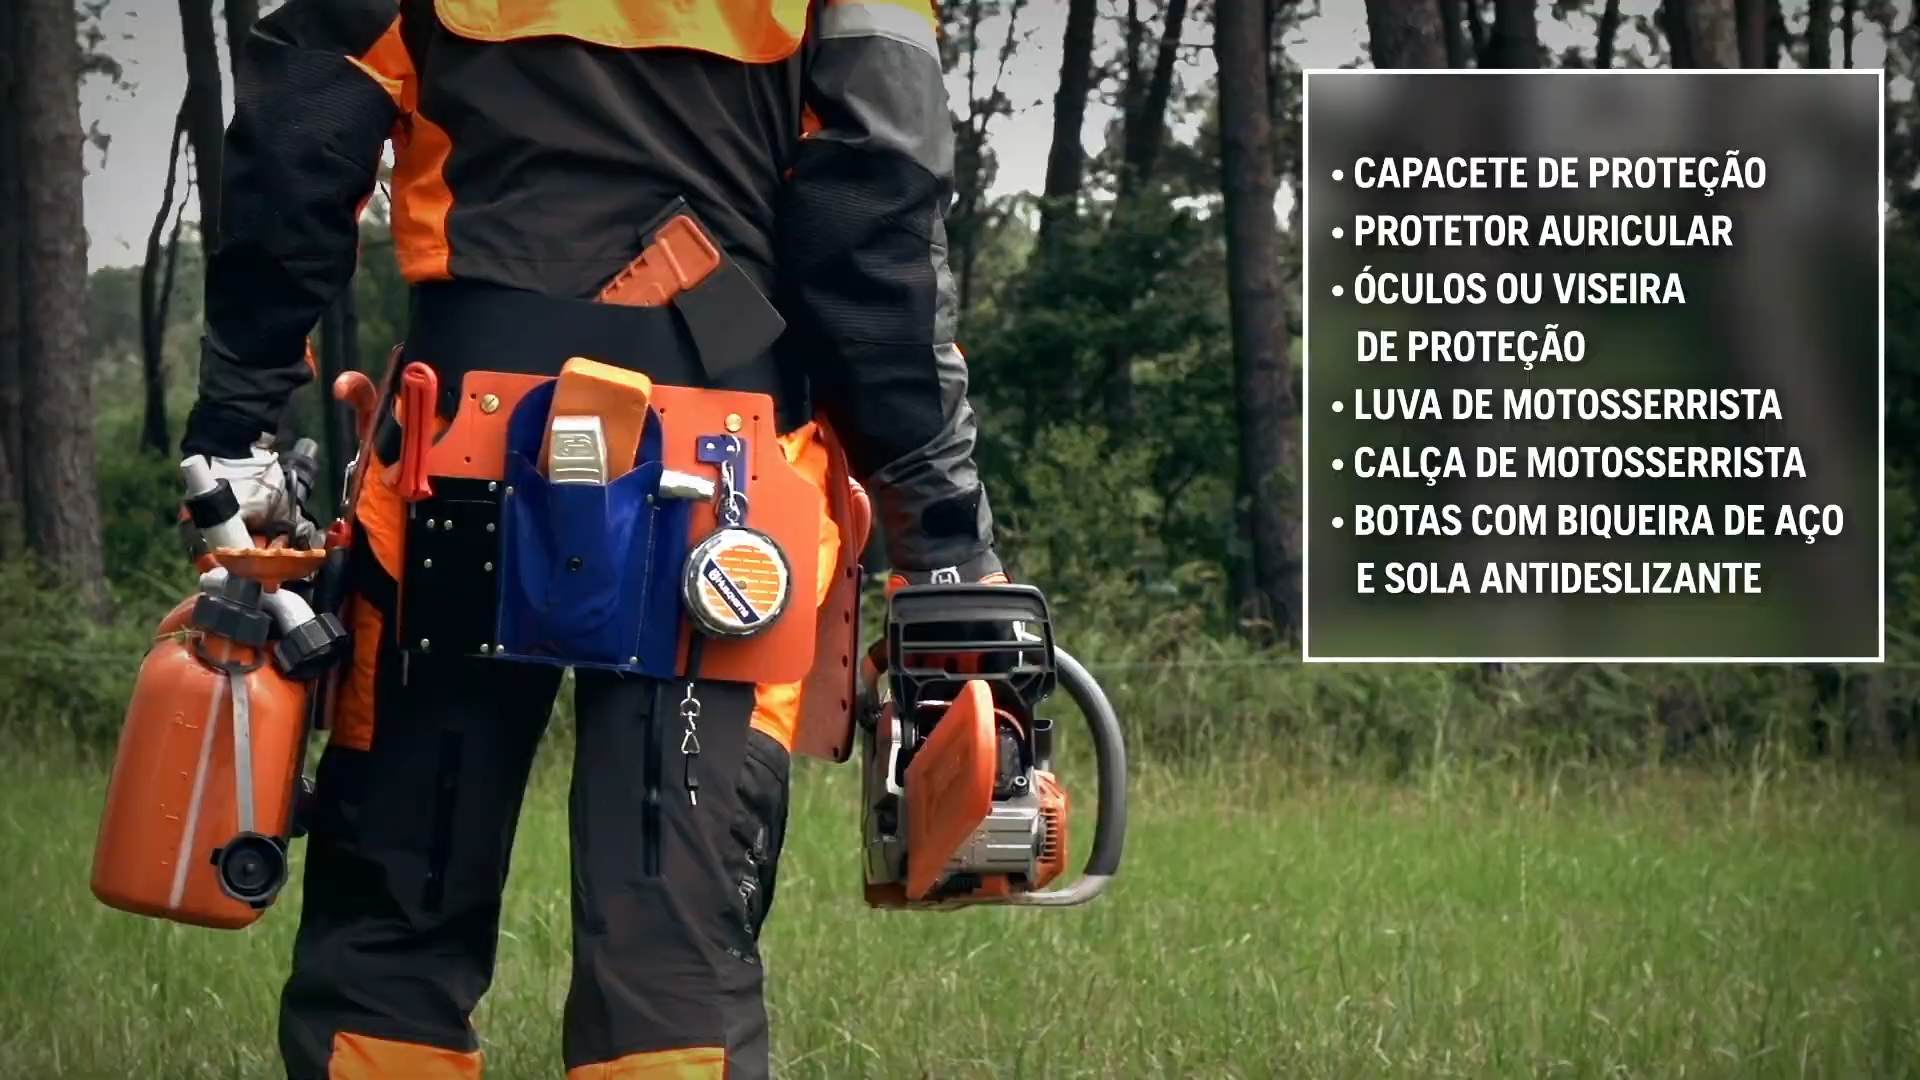 • CAPACETE DE PROTEÇÃO
• PROTETOR AURICULAR
• ÓCULOS OU VISEIRA
DE PROTEÇÃO
• LUVA DE MOTOSSERRISTA
• CALÇA DE MOTOSSERRISTA
• BOTAS COM BIQUEIRA DE AÇO
E SOLA ANTIDESLIZANTE
Husqvarna